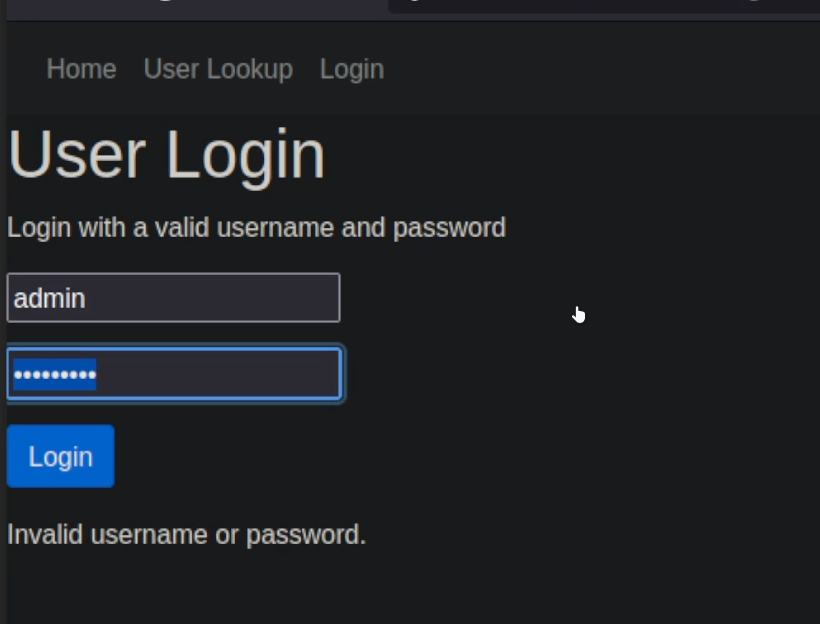 Home User Lookup Login
User Login
Login with a valid username and password
admin
•••••••••
Login
Invalid username or password.